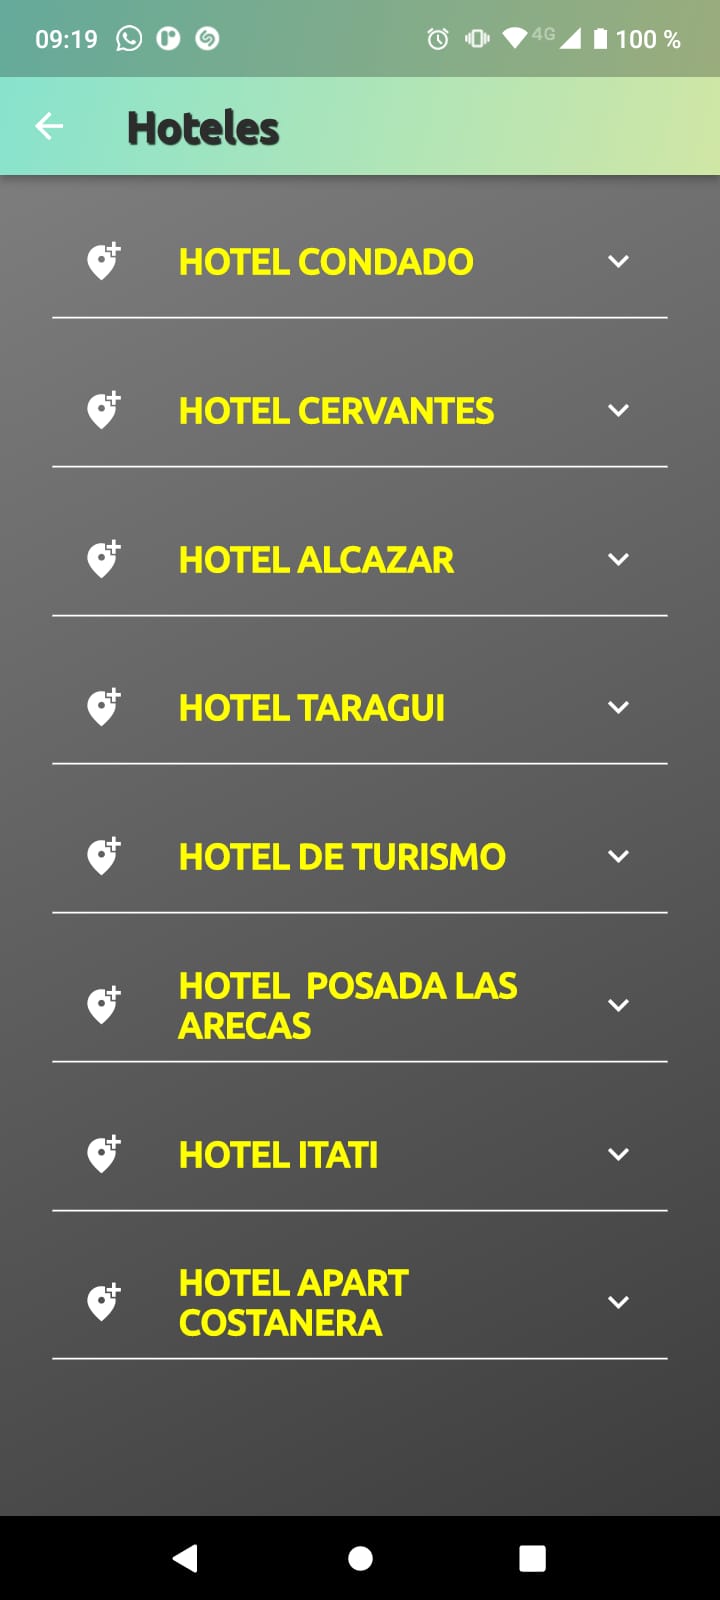 09:19 4G 100 %
Hoteles
HOTEL CONDADO
HOTEL CERVANTES
HOTEL ALCAZAR
HOTEL TARAGUI
HOTEL DE TURISMO
HOTEL  POSADA LAS
ARECAS
HOTEL ITATI
HOTEL APART
COSTANERA